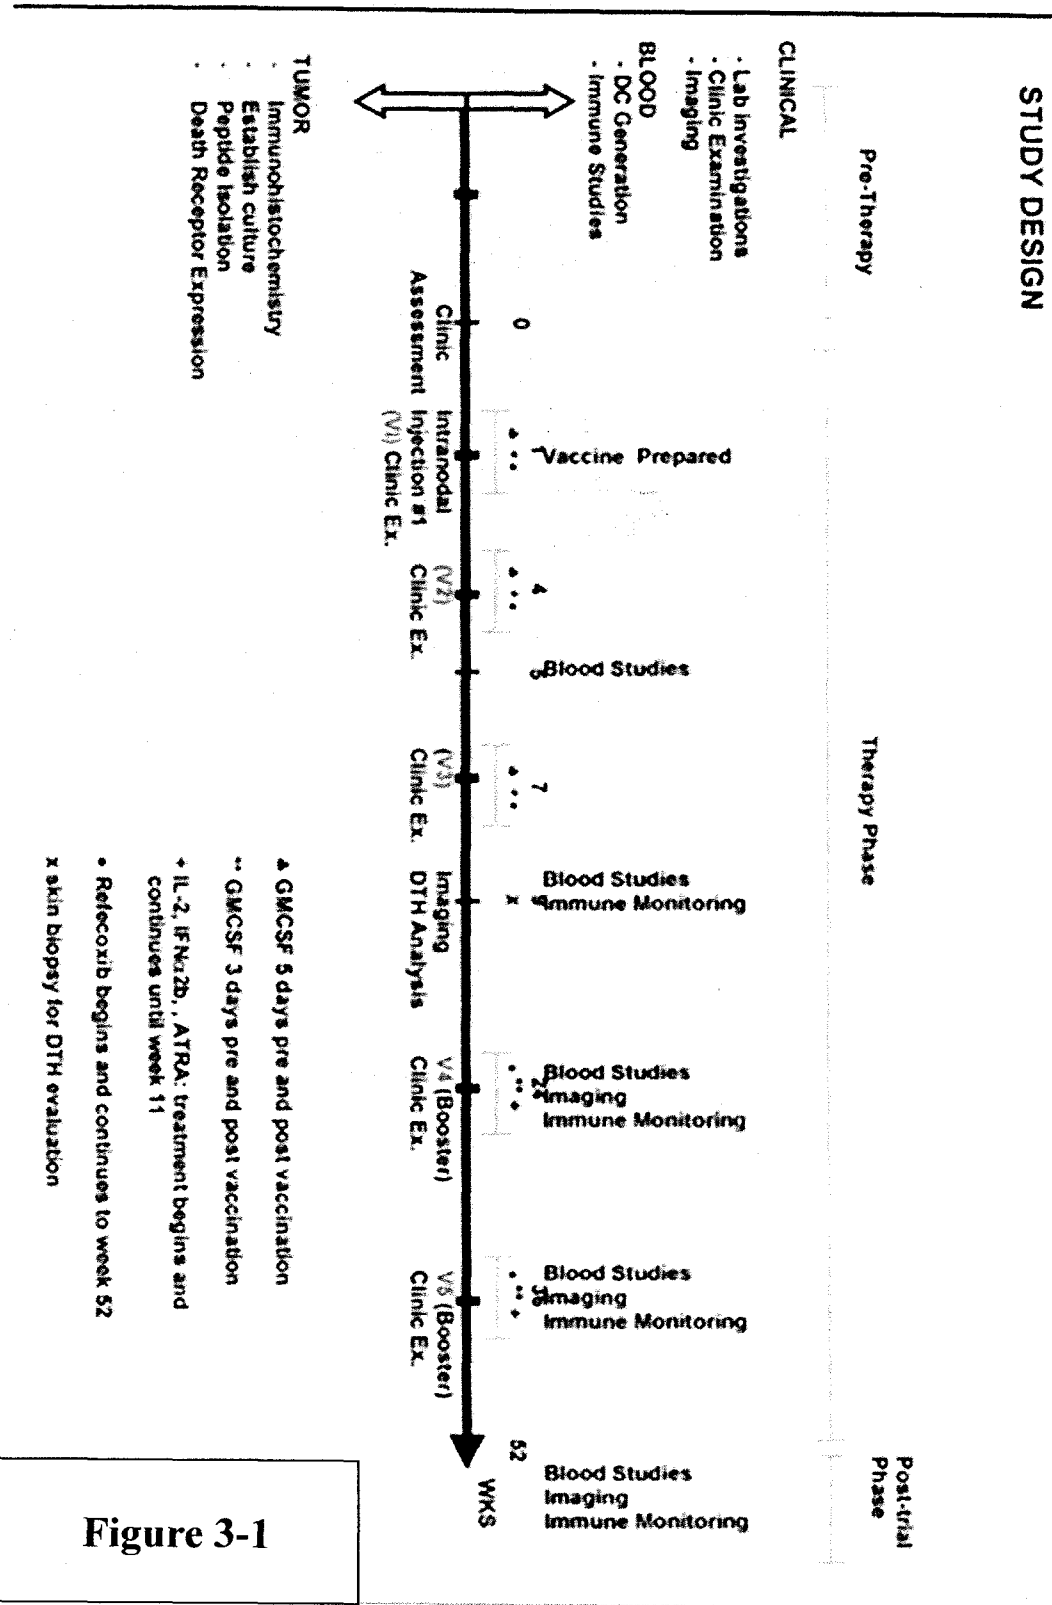 STUDY DESIGN
Pre-Therapy
Therapy Phase
Post-trial
Phase
CLINICAL
- Lab Investigations
- Clinic Examination
- Imaging
BLOOD
- DC Generation
- Immune Studies
Vaccine Prepared
Blood Studies
Blood Studies
Immune Monitoring
Blood Studies
Imaging
Immune Monitoring
Blood Studies
Imaging
Immune Monitoring
Blood Studies
Imaging
Immune Monitoring
0
4
7
52
WKS
Clinic
Assessment
Intranodal
Injection #1
(V1) Clinic Ex.
(V2)
Clinic Ex.
(V3)
Clinic Ex.
x
Imaging
DTH Analysis
V4 (Booster)
Clinic Ex.
V5 (Booster)
Clinic Ex.
TUMOR
- Immunohistochemistry
- Establish culture
- Peptide Isolation
- Death Receptor Expression
♣ GMCSF 5 days pre and post vaccination
** GMCSF 3 days pre and post vaccination
+ IL-2, IFNα2b, , ATRA: treatment begins and
continues until week 11
• Refecoxib begins and continues to week 52
x skin biopsy for DTH evaluation
Figure 3-1